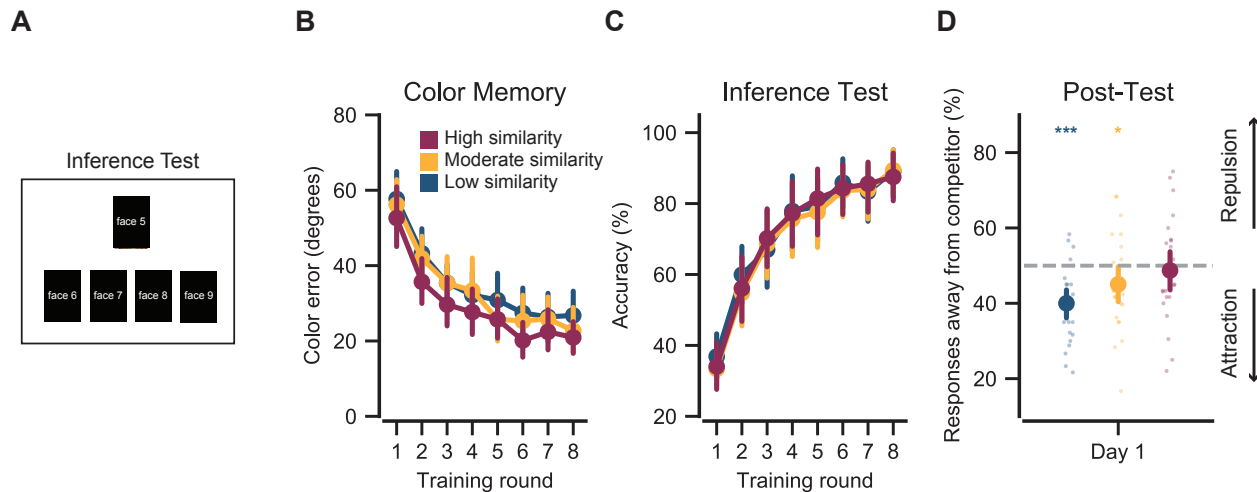 A
B
C
D
Inference Test
face 5
face 6
face 7
face 8
face 9
Color Memory
Color error (degrees)
80
60
40
20
0
High similarity
Moderate similarity
Low similarity
1 2 3 4 5 6 7 8
Training round
Inference Test
Accuracy (%)
100
80
60
40
20
1 2 3 4 5 6 7 8
Training round
Post-Test
Responses away from competitor (%)
80
60
40
20
***
*
Day 1
Repulsion
Attraction